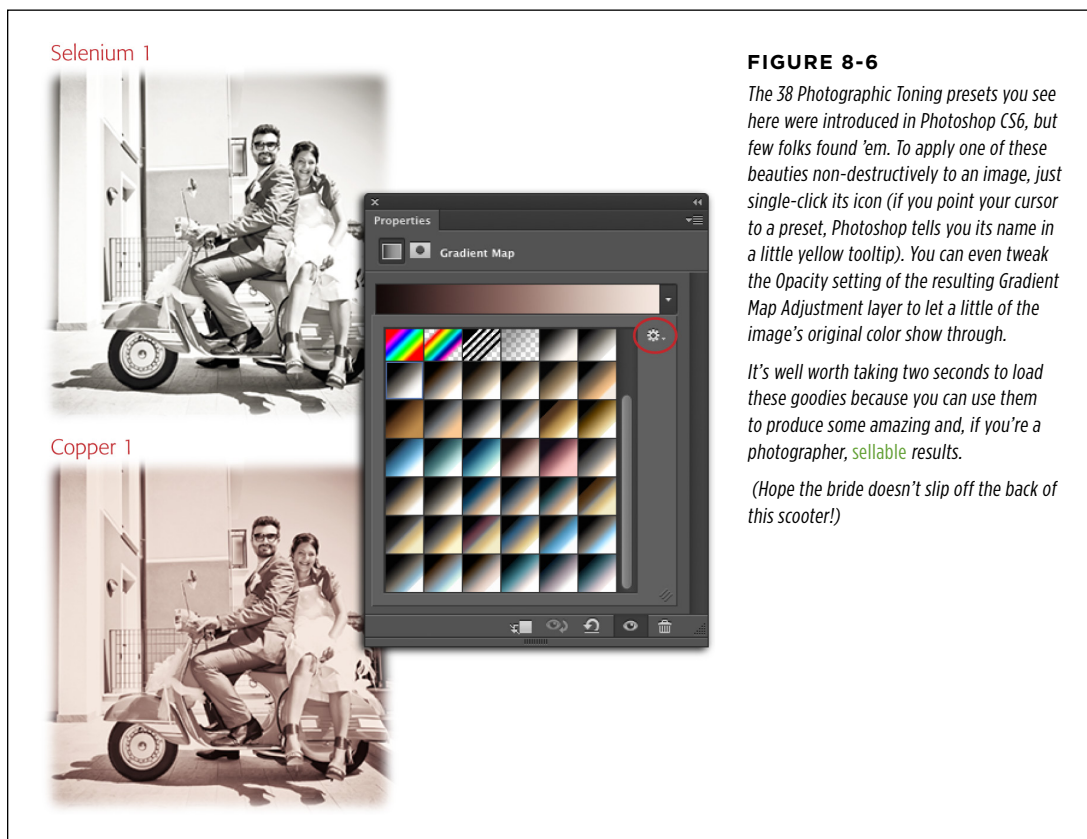 Selenium 1
Copper 1
Properties
Gradient Map
FIGURE 8-6
The 38 Photographic Toning presets you see
here were introduced in Photoshop CS6, but
few folks found ’em. To apply one of these
beauties non-destructively to an image, just
single-click its icon (if you point your cursor
to a preset, Photoshop tells you its name in
a little yellow tooltip). You can even tweak
the Opacity setting of the resulting Gradient
Map Adjustment layer to let a little of the
image’s original color show through.
It’s well worth taking two seconds to load
these goodies because you can use them
to produce some amazing and, if you’re a
photographer, sellable results.
(Hope the bride doesn’t slip off the back of
this scooter!)